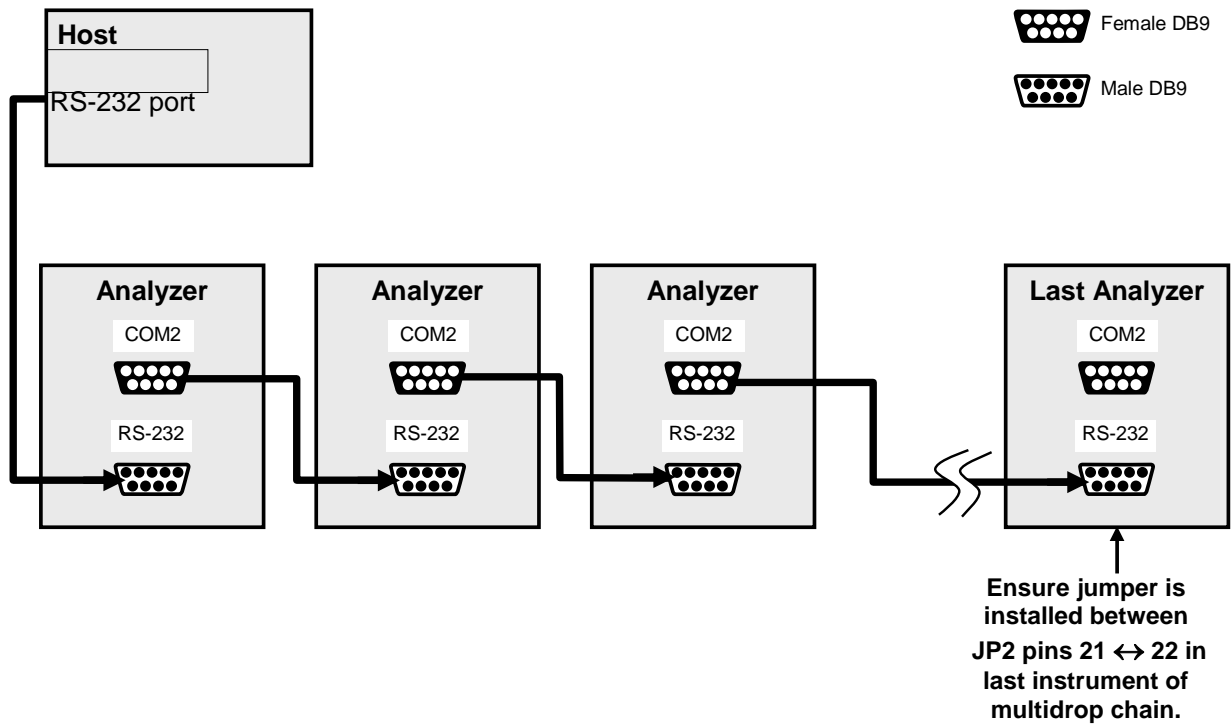 Host
RS-232 port
Female DB9
Male DB9
Analyzer
COM2
RS-232
Analyzer
COM2
RS-232
Analyzer
COM2
RS-232
Last Analyzer
COM2
RS-232
Ensure jumper is
installed between
JP2 pins 21 ↔ 22 in
last instrument of
multidrop chain.